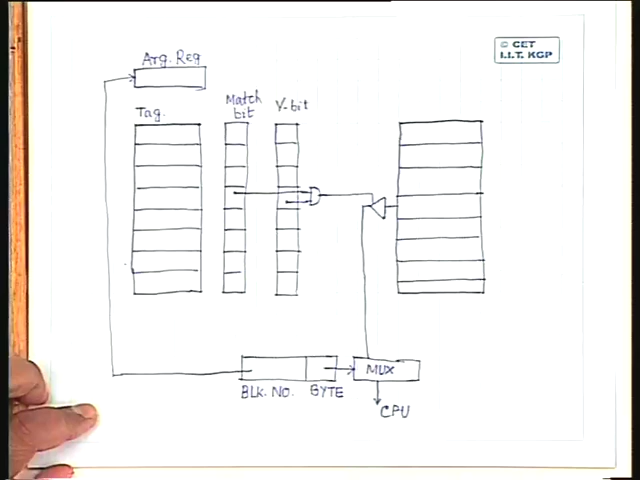 © CET
I.I.T. KGP
Arg. Reg
Tag.
Match
bit
V-bit
MUX
BLK. NO. BYTE
CPU